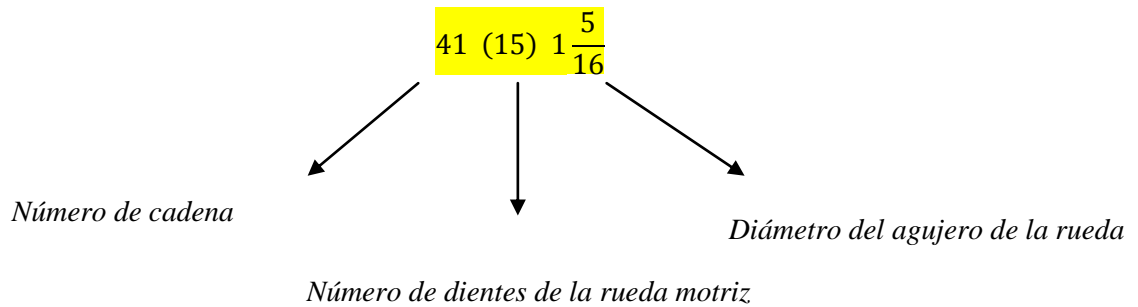 41 (15) 1 5/16
Número de cadena
Diámetro del agujero de la rueda
Número de dientes de la rueda motriz